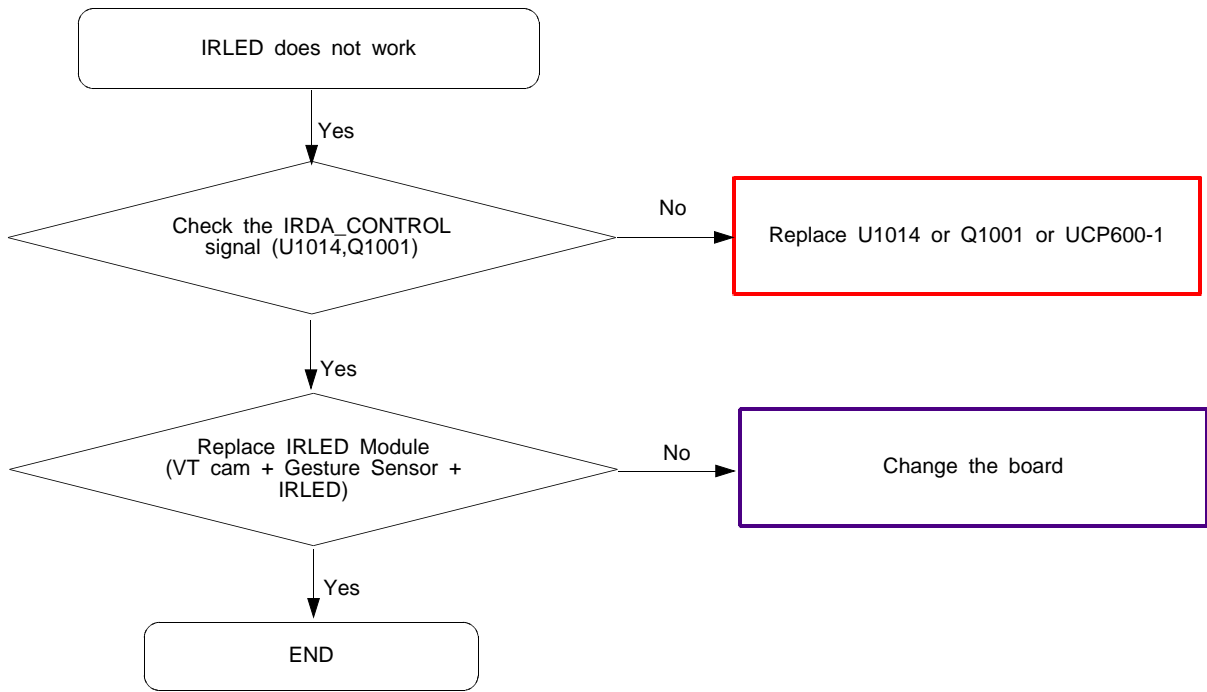 IRLED does not work
Yes
Check the IRDA_CONTROL
signal (U1014,Q1001)
No
Replace U1014 or Q1001 or UCP600-1
Yes
Replace IRLED Module
(VT cam + Gesture Sensor +
IRLED)
No
Change the board
Yes
END